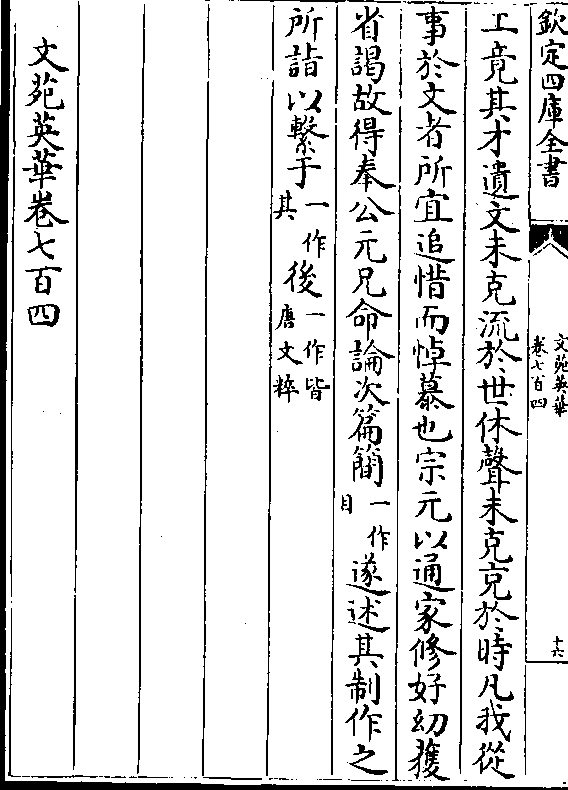 欽定四庫全書
文苑英華
卷七百四
十六
工竟其才遺文未克流於世休聲未克充於時凡我從
事於文者所宜追惜而悼慕也宗元以通家修好幼獲
省謁故得奉公元兄命論次篇簡一作目遂述其制作之
所詣以繫于一作其後一作皆唐文粹
文苑英華卷七百四